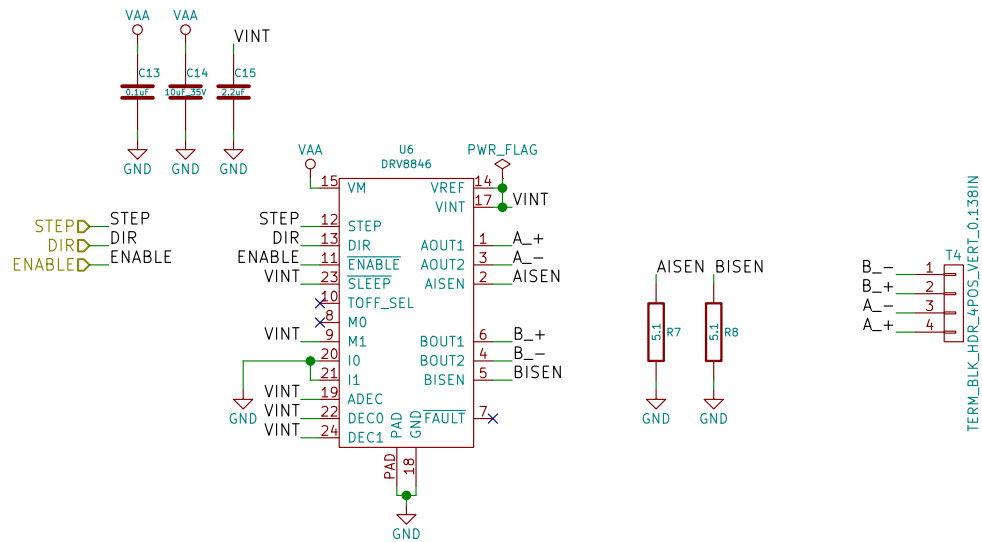 VAA VAA
VINT
C13 C14 C15
0.1uF 10uF_35V 2.2uF
GND GND GND
VAA
U6
DRV8846
PWR_FLAG
15 VM
VREF 14
VINT 17 VINT
STEP STEP
DIR DIR
ENABLE ENABLE
STEP 12 STEP
DIR 13 DIR
ENABLE 11 ENABLE
VINT 23 SLEEP
10 TOFF_SEL
8 M0
VINT 9 M1
20 I0
21 I1
VINT 19 ADEC
VINT 22 DEC0
VINT 24 DEC1
GND
AOUT1 1 A_+
AOUT2 3 A_-
AISEN 2 AISEN
BOUT1 6 B_+
BOUT2 4 B_-
BISEN 5 BISEN
FAULT 7
PAD GND
PAD 18
GND
AISEN BISEN
5.1 R7 5.1 R8
GND GND
T4
B_- 1
B_+ 2
A_- 3
A_+ 4
TERM_BLK_HDR_4POS_VERT_0.138IN